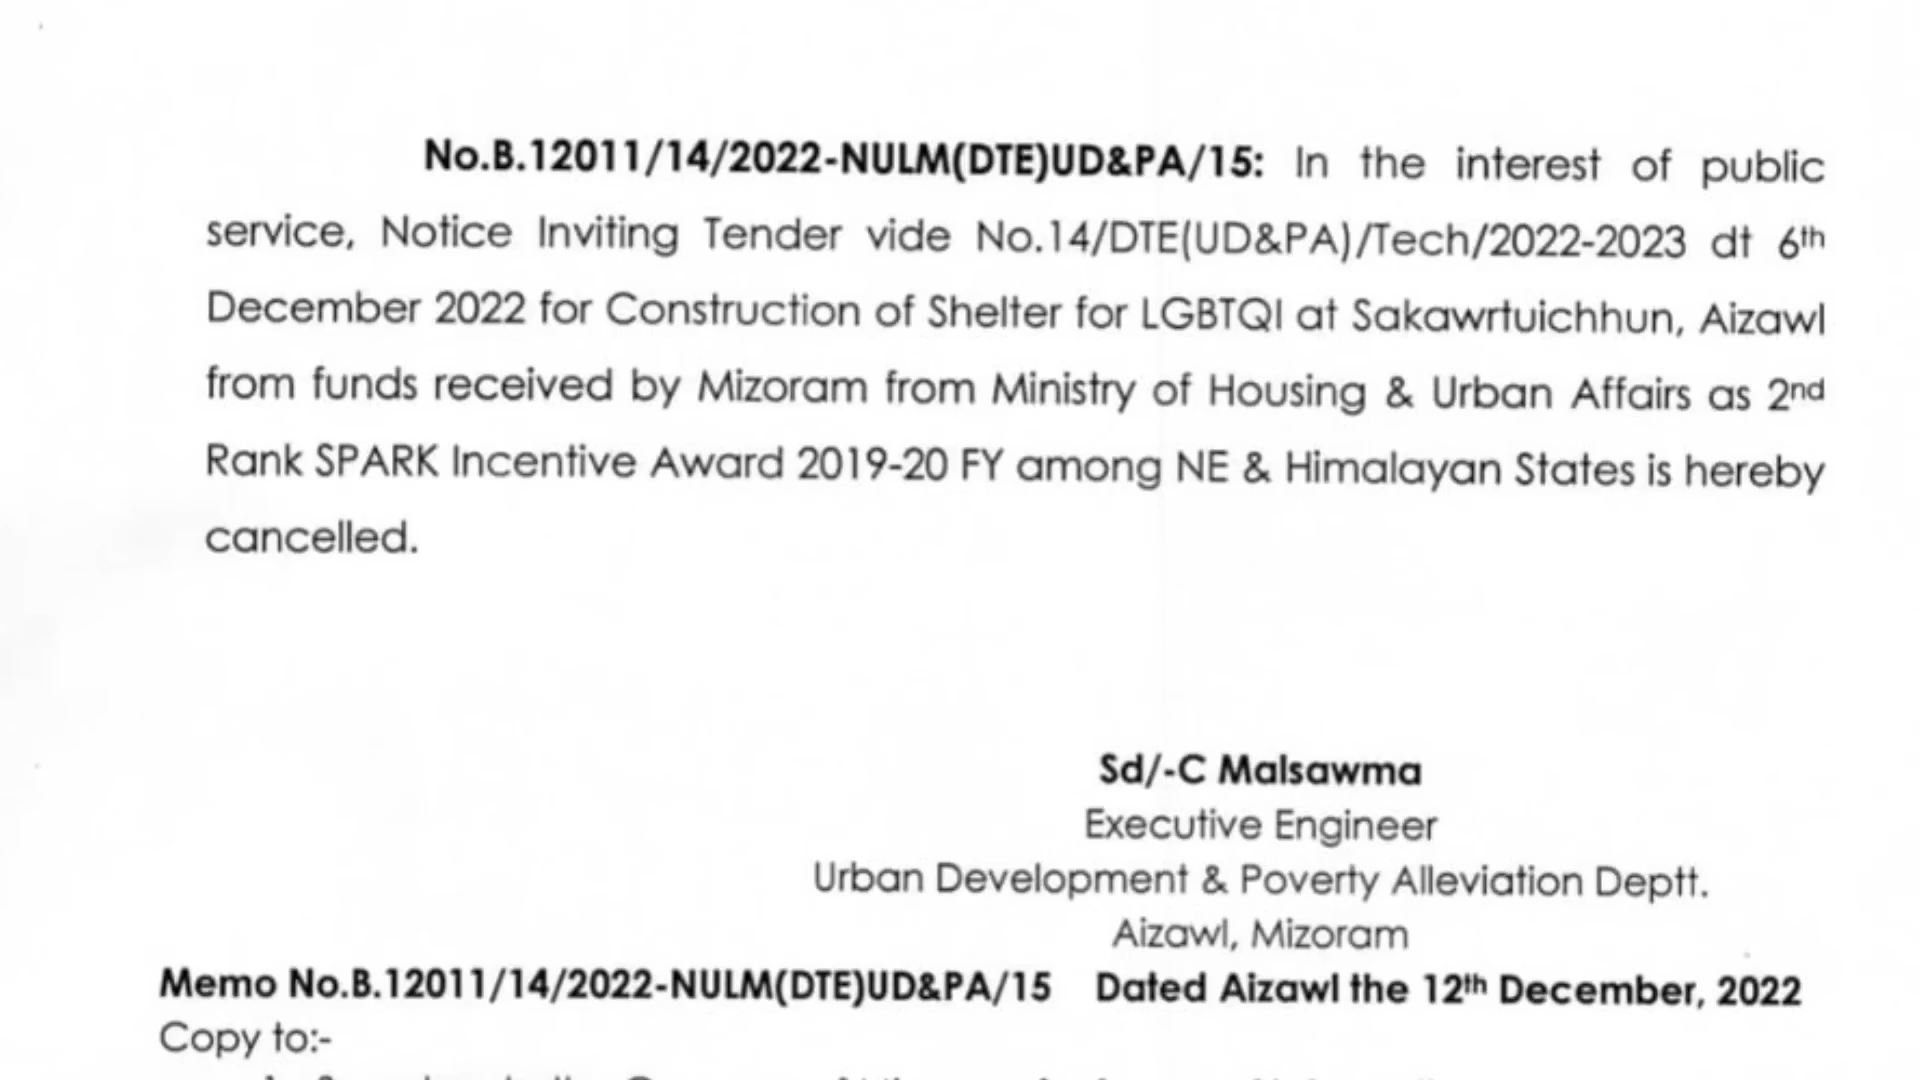 No.B.12011/14/2022-NULM(DTE)UD&PA/15: In the interest of public
service, Notice Inviting Tender vide No.14/DTE(UD&PA)/Tech/2022-2023 dt 6th
December 2022 for Construction of Shelter for LGBTQI at Sakawrtuichhun, Aizawl
from funds received by Mizoram from Ministry of Housing & Urban Affairs as 2nd
Rank SPARK Incentive Award 2019-20 FY among NE & Himalayan States is hereby
cancelled.
Sd/-C Malsawma
Executive Engineer
Urban Development & Poverty Alleviation Deptt.
Aizawl, Mizoram
Memo No.B.12011/14/2022-NULM(DTE)UD&PA/15 Dated Aizawl the 12th December, 2022
Copy to:-